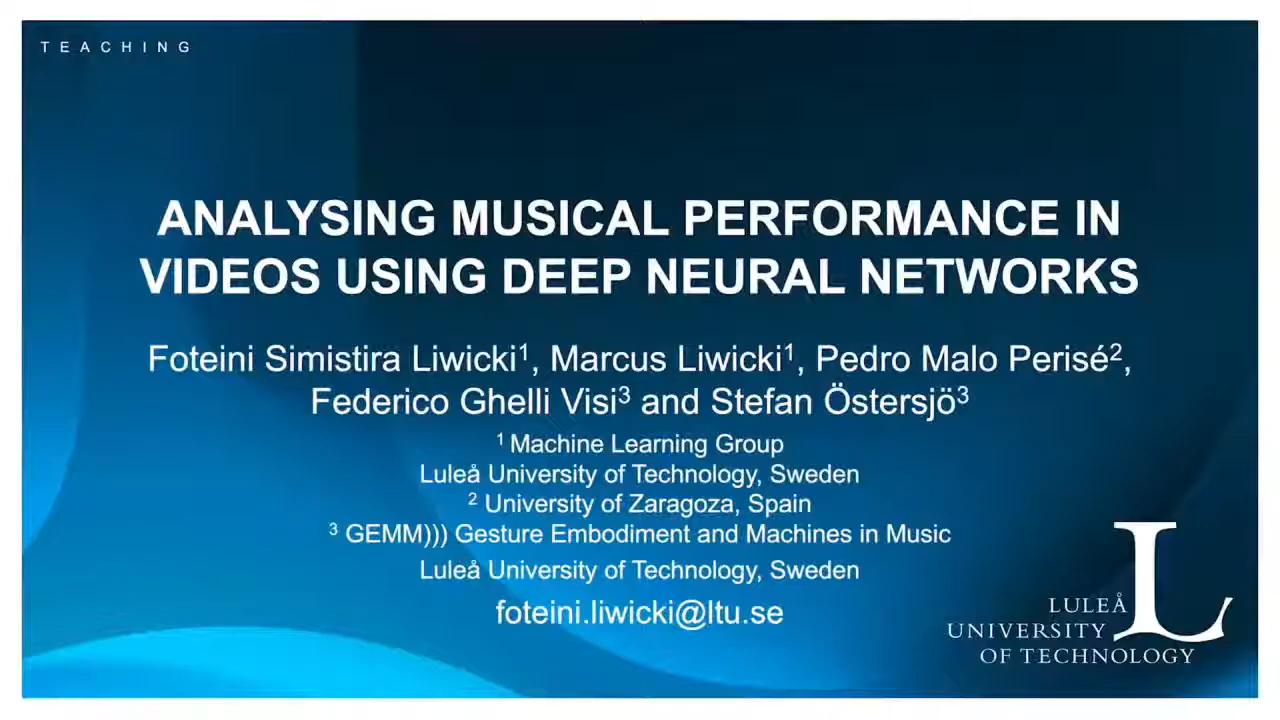 TEACHING
ANALYSING MUSICAL PERFORMANCE IN
VIDEOS USING DEEP NEURAL NETWORKS
Foteini Simistira Liwicki¹, Marcus Liwicki¹, Pedro Malo Perisé²,
Federico Ghelli Visi³ and Stefan Östersjö³
¹ Machine Learning Group
Luleå University of Technology, Sweden
² University of Zaragoza, Spain
³ GEMM))) Gesture Embodiment and Machines in Music
Luleå University of Technology, Sweden
foteini.liwicki@ltu.se
L
LULEÅ
UNIVERSITY
OF TECHNOLOGY